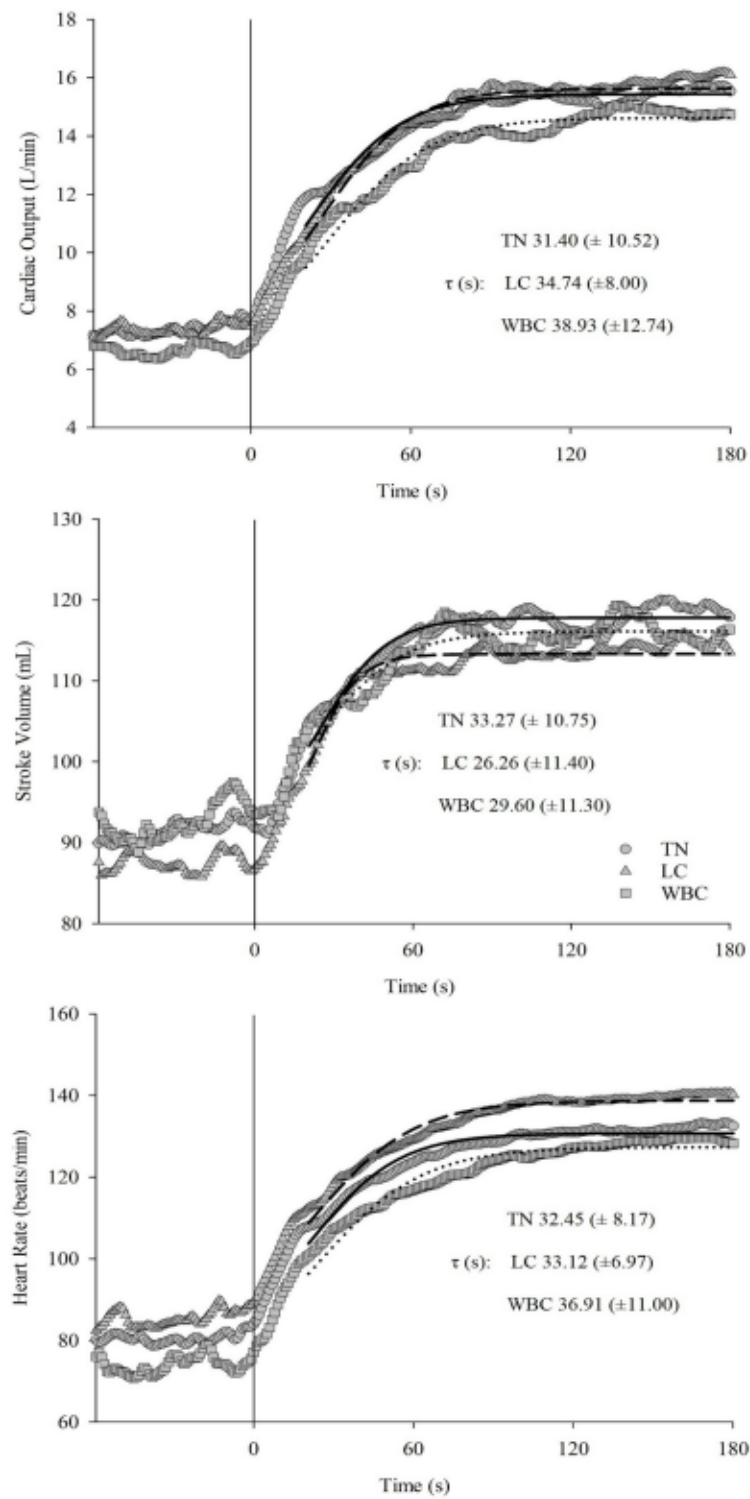 18
16
14
12
10
8
6
4
Cardiac Output (L/min)
TN 31.40 (± 10.52)
τ (s): LC 34.74 (±8.00)
WBC 38.93 (±12.74)
0 60 120 180
Time (s)
130
120
110
100
90
80
Stroke Volume (mL)
TN 33.27 (± 10.75)
τ (s): LC 26.26 (±11.40)
WBC 29.60 (±11.30)
TN
LC
WBC
0 60 120 180
Time (s)
160
140
120
100
80
60
Heart Rate (beats/min)
TN 32.45 (± 8.17)
τ (s): LC 33.12 (±6.97)
WBC 36.91 (±11.00)
0 60 120 180
Time (s)